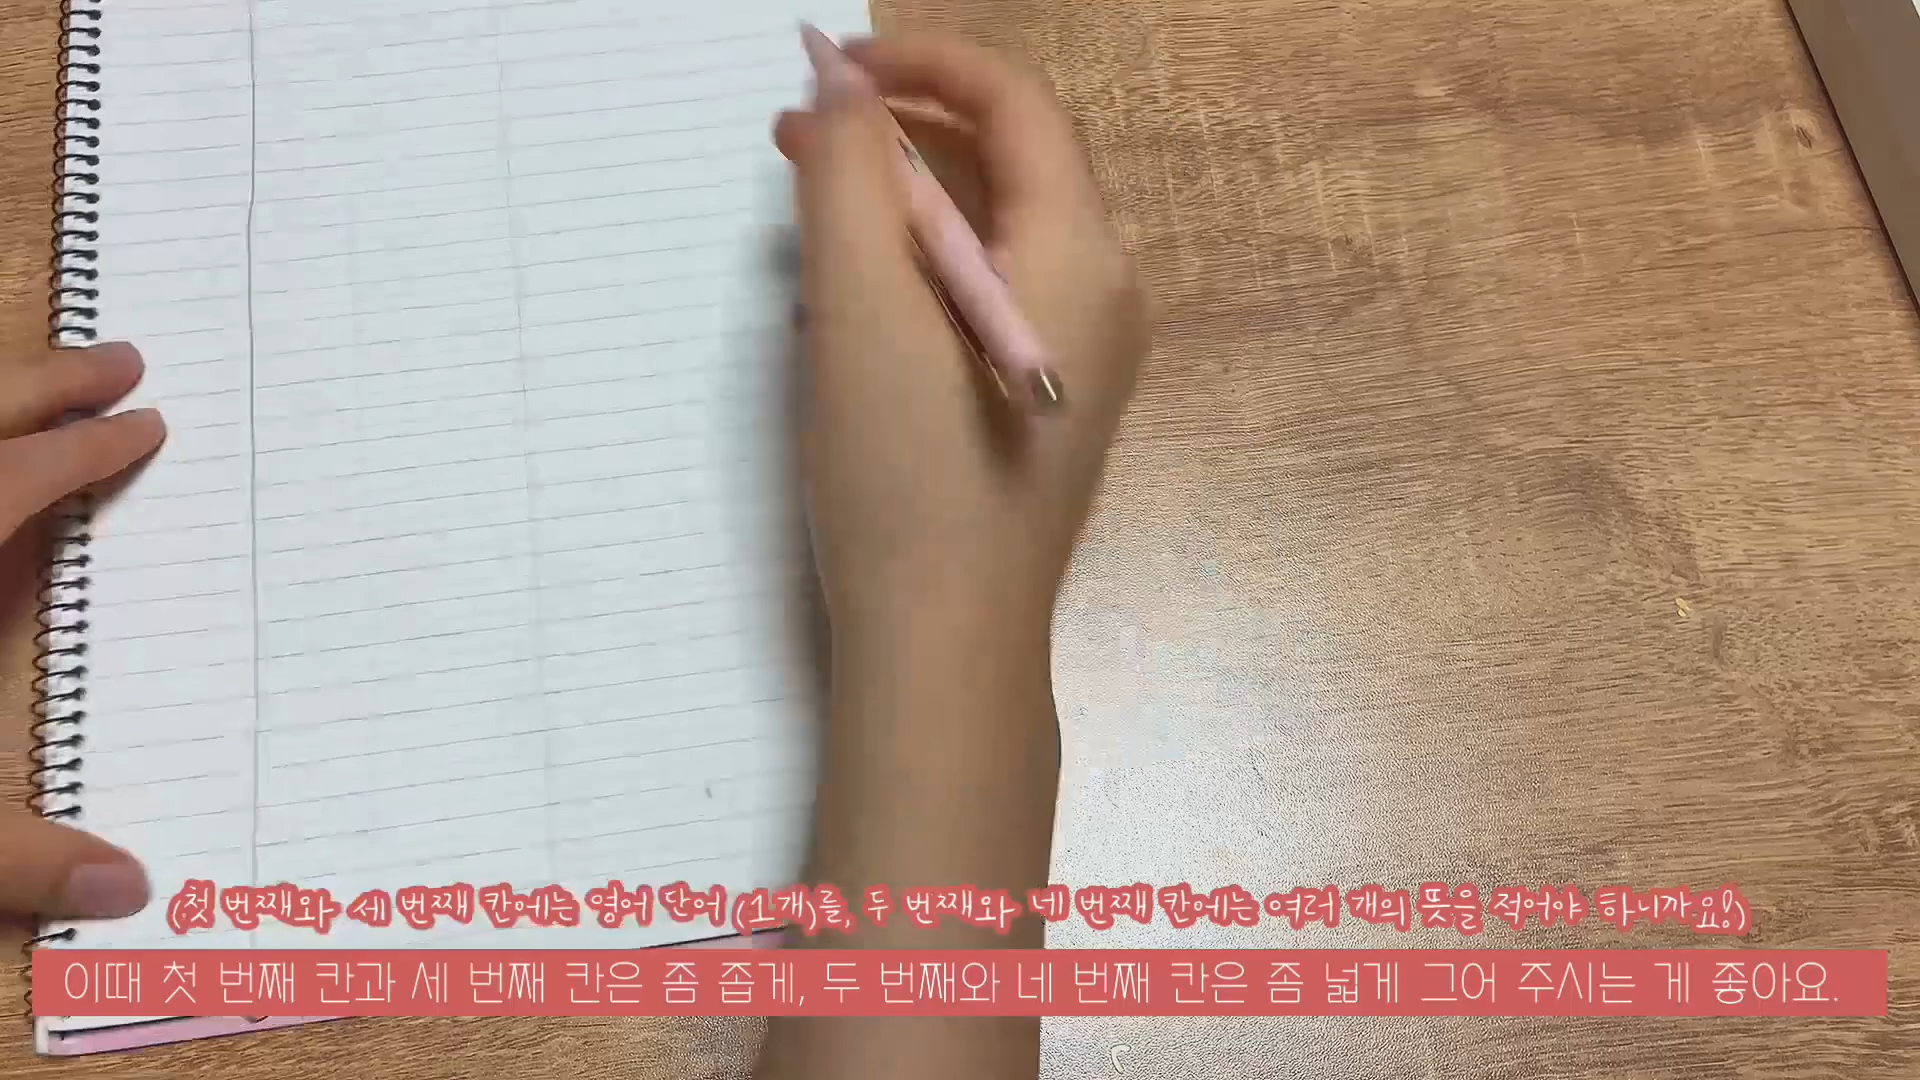 (첫 번째와 세 번째 칸에는 영어 단어 (1개)를, 두 번째와 네 번째 칸에는 여러 개의 뜻을 적어야 하니까요!)
이때 첫 번째 칸과 세 번째 칸은 좀 좁게, 두 번째와 네 번째 칸은 좀 넓게 그어 주시는 게 좋아요.